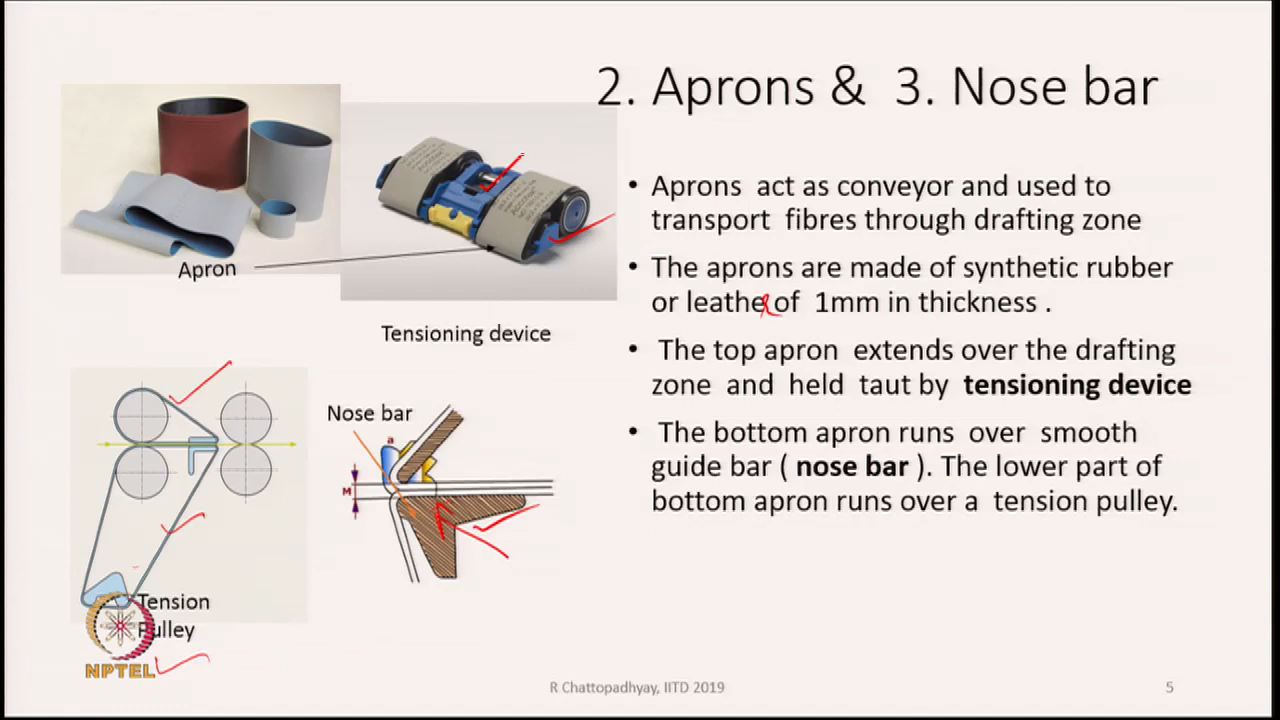 2. Aprons & 3. Nose bar
Apron
Tensioning device
Nose bar
a
M
Tension
Pulley
NPTEL
• Aprons act as conveyor and used to
transport fibres through drafting zone
• The aprons are made of synthetic rubber
or leather of 1mm in thickness .
• The top apron extends over the drafting
zone and held taut by tensioning device
• The bottom apron runs over smooth
guide bar ( nose bar ). The lower part of
bottom apron runs over a tension pulley.
R Chattopadhyay, IITD 2019
5